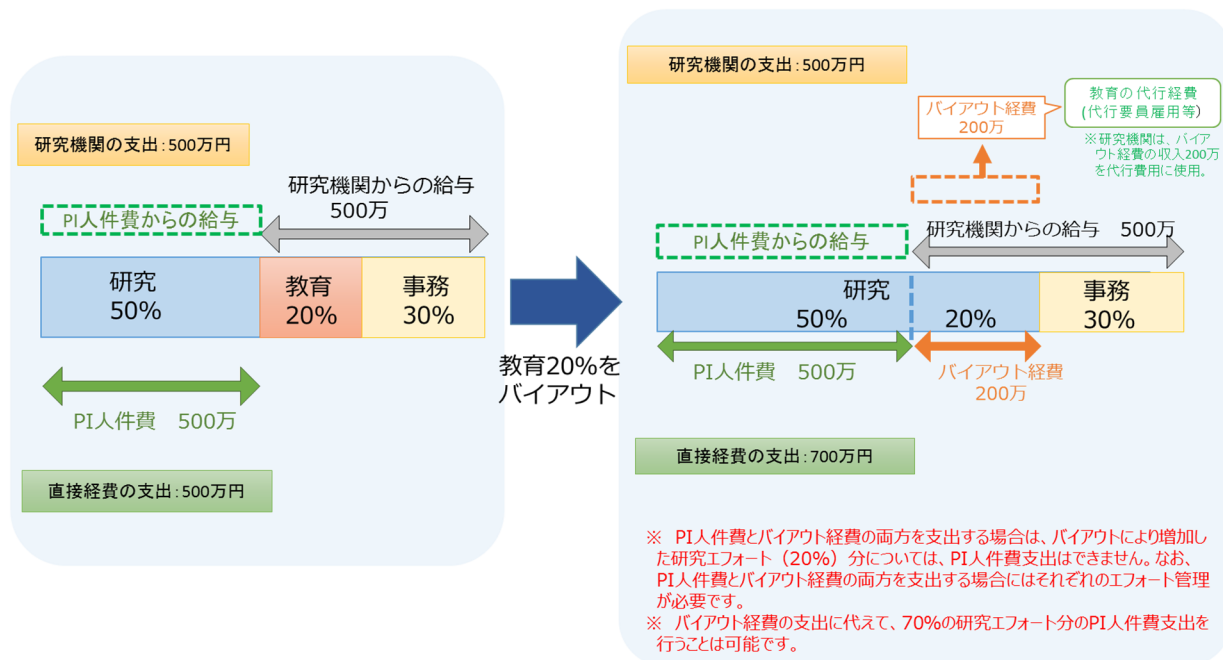 研究機関の支出：500万円
研究機関からの給与
500万
PI人件費からの給与
研究
50%
教育
20%
事務
30%
PI人件費　500万
直接経費の支出：500万円
教育20%を
バイアウト
研究機関の支出：500万円
バイアウト経費
200万
教育の代行経費
(代行要員雇用等)
※研究機関は、バイア
ウト経費の収入200万
を代行費用に使用。
PI人件費からの給与
研究機関からの給与　500万
研究
50%
20%
事務
30%
PI人件費　500万
バイアウト経費
200万
直接経費の支出：700万円
※　PI人件費とバイアウト経費の両方を支出する場合は、バイアウトにより増加し
た研究エフォート（20%）分については、PI人件費支出はできません。なお、
PI人件費とバイアウト経費の両方を支出する場合にはそれぞれのエフォート管理
が必要です。
※　バイアウト経費の支出に代えて、70%の研究エフォート分のPI人件費支出を
行うことは可能です。